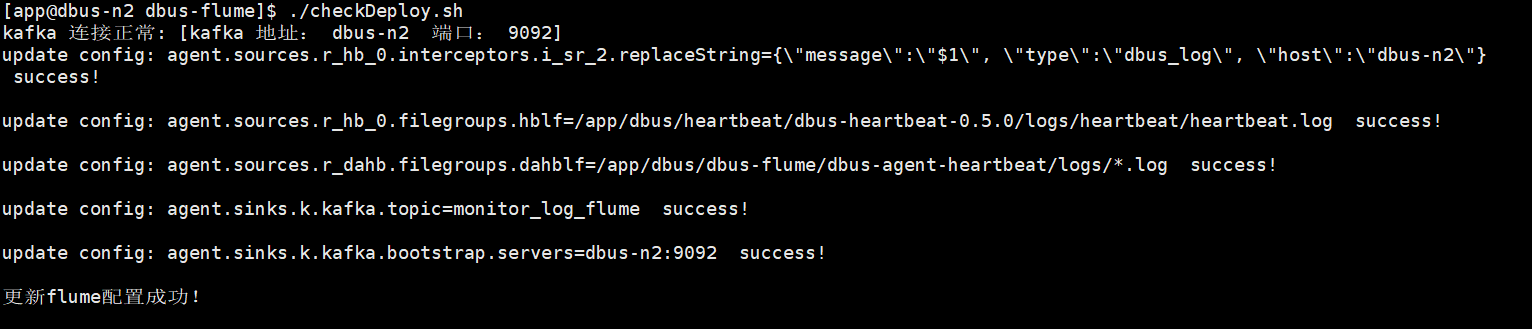 [app@dbus-n2 dbus-flume]$ ./checkDeploy.sh
kafka 连接正常: [kafka 地址： dbus-n2  端口： 9092]
update config: agent.sources.r_hb_0.interceptors.i_sr_2.replaceString={\"message\":\"$1\", \"type\":\"dbus_log\", \"host\":\"dbus-n2\"}
 success!
update config: agent.sources.r_hb_0.filegroups.hblf=/app/dbus/heartbeat/dbus-heartbeat-0.5.0/logs/heartbeat/heartbeat.log  success!
update config: agent.sources.r_dahb.filegroups.dahblf=/app/dbus/dbus-flume/dbus-agent-heartbeat/logs/*.log  success!
update config: agent.sinks.k.kafka.topic=monitor_log_flume  success!
update config: agent.sinks.k.kafka.bootstrap.servers=dbus-n2:9092  success!
更新flume配置成功！